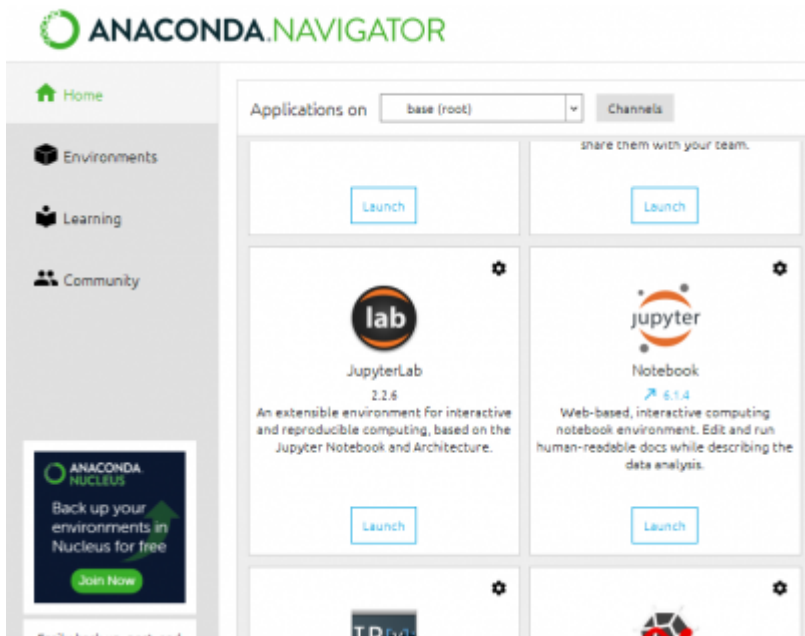 ANACONDA.NAVIGATOR
Home
Environments
Learning
Community
ANACONDA.
NUCLEUS
Back up your
environments in
Nucleus for free
Join Now
Applications on base (root) Channels
share them with your team.
Launch
Launch
lab
JupyterLab
2.2.6
An extensible environment for interactive
and reproducible computing, based on the
Jupyter Notebook and Architecture.
Launch
jupyter
Notebook
6.1.4
Web-based, interactive computing
notebook environment. Edit and run
human-readable docs while describing the
data analysis.
Launch